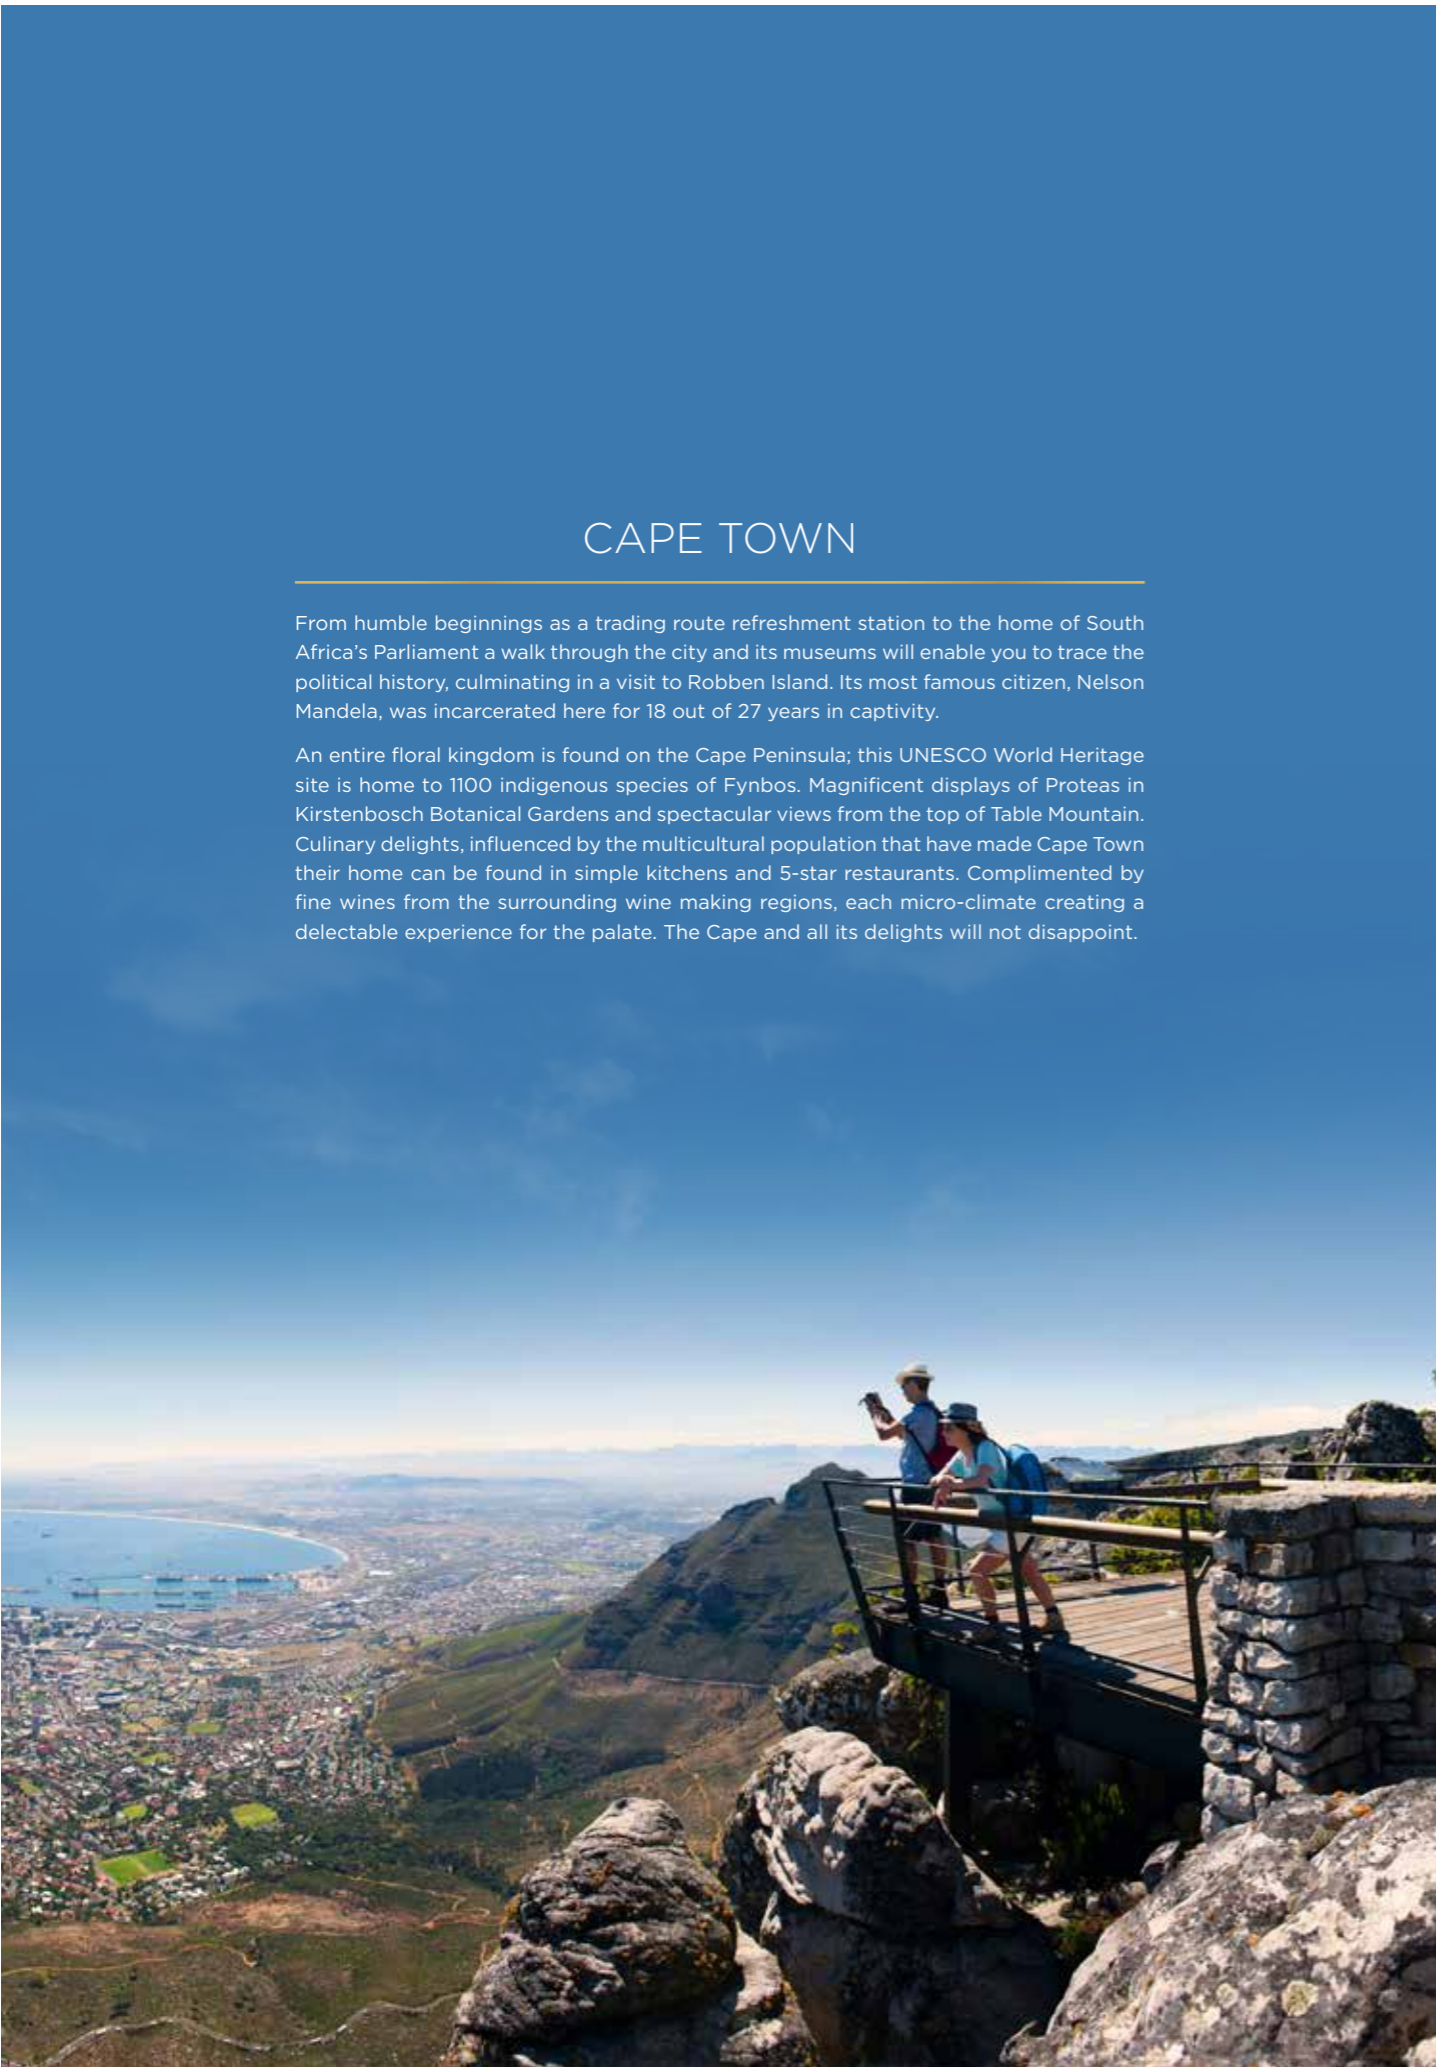 CAPE TOWN
From humble beginnings as a trading route refreshment station to the home of South
Africa's Parliament a walk through the city and its museums will enable you to trace the
political history, culminating in a visit to Robben Island. Its most famous citizen, Nelson
Mandela, was incarcerated here for 18 out of 27 years in captivity.
An entire floral kingdom is found on the Cape Peninsula; this UNESCO World Heritage
site is home to 1100 indigenous species of Fynbos. Magnificent displays of Proteas in
Kirstenbosch Botanical Gardens and spectacular views from the top of Table Mountain.
Culinary delights, influenced by the multicultural population that have made Cape Town
their home can be found in simple kitchens and 5-star restaurants. Complimented by
fine wines from the surrounding wine making regions, each micro-climate creating a
delectable experience for the palate. The Cape and all its delights will not disappoint.